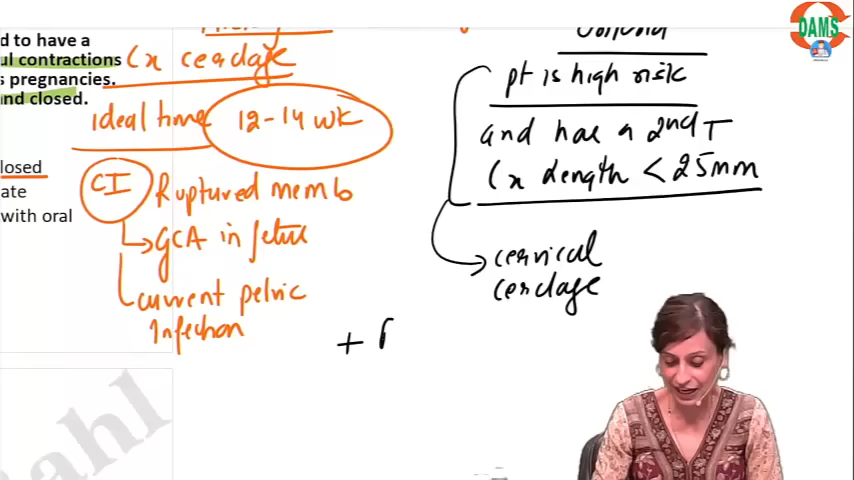 d to have a
ul contractions
s pregnancies.
and closed.
losed
ate
with oral
Cx cerclage
ideal time 12-14 wk
CI Ruptured memb
GCA in fetus
current pelvic
Infection
pt is high risk
and has a 2nd T
Cx length < 25mm
cervical
cerclage
+
DAMS
ahl